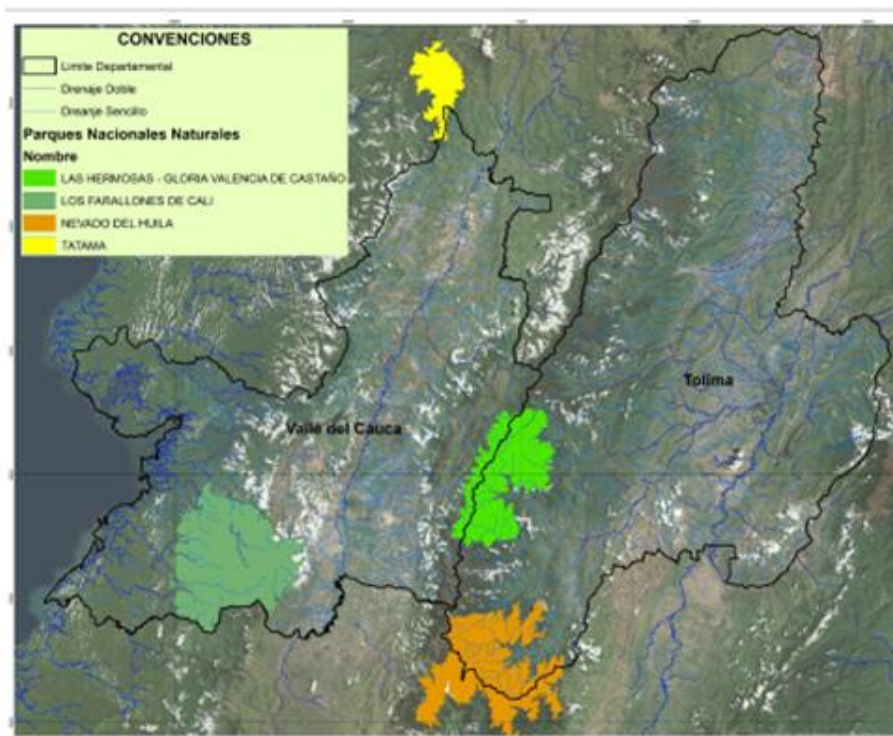 CONVENCIONES
Limite Departamental
Drenaje Doble
Dreanje Sencillo
Parques Nacionales Naturales
Nombre
LAS HERMOSAS - GLORIA VALENCIA DE CASTAÑO
LOS FARALLONES DE CALI
NEVADO DEL HUILA
TATAMA
Tolima
Valle del Cauca